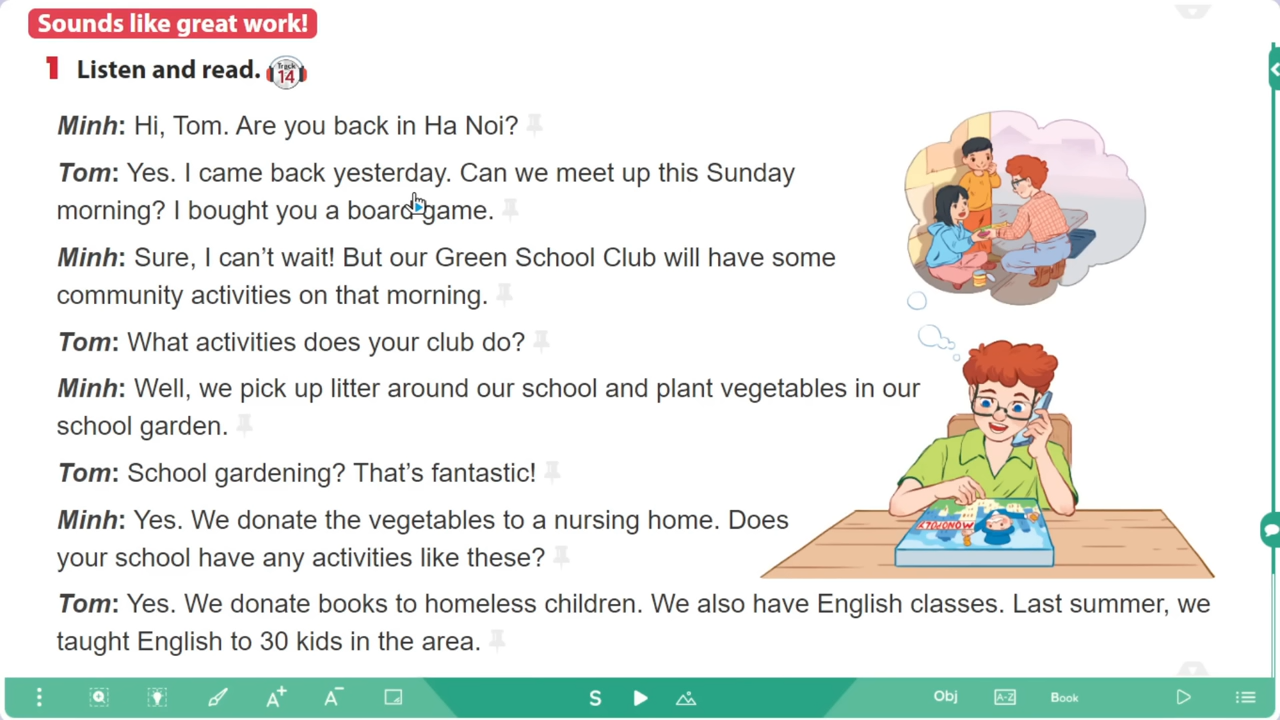 Sounds like great work!
1 Listen and read. Track 14
Minh: Hi, Tom. Are you back in Ha Noi?
Tom: Yes. I came back yesterday. Can we meet up this Sunday
morning? I bought you a board game.
Minh: Sure, I can't wait! But our Green School Club will have some
community activities on that morning.
Tom: What activities does your club do?
Minh: Well, we pick up litter around our school and plant vegetables in our
school garden.
Tom: School gardening? That's fantastic!
Minh: Yes. We donate the vegetables to a nursing home. Does
your school have any activities like these?
MONOPOLY
Tom: Yes. We donate books to homeless children. We also have English classes. Last summer, we
taught English to 30 kids in the area.
A+ A- S Obj A-Z Book